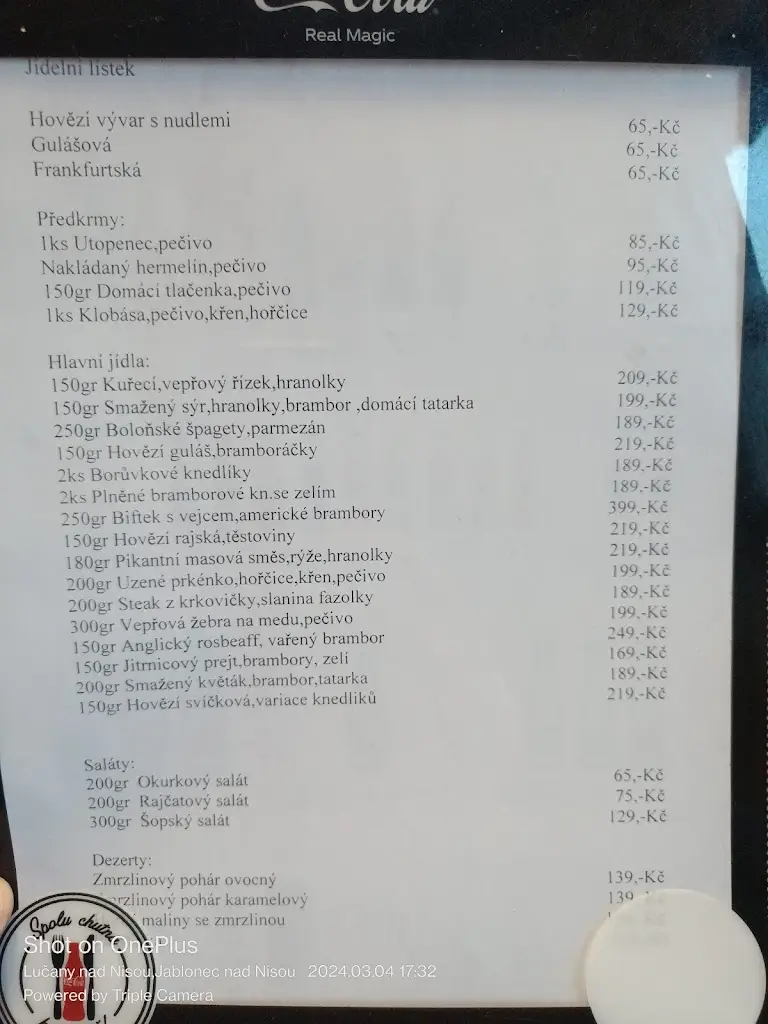 Real Magic
Jídelní lístek
Hovězí vývar s nudlemi 65,-Kč
Gulášová 65,-Kč
Frankfurtská 65,-Kč
Předkrmy:
1ks Utopenec,pečivo 85,-Kč
Nakládaný hermelín,pečivo 95,-Kč
150gr Domácí tlačenka,pečivo 119,-Kč
1ks Klobása,pečivo,křen,hořčice 129,-Kč
Hlavní jídla:
150gr Kuřecí,vepřový řízek,hranolky 209,-Kč
150gr Smažený sýr,hranolky,brambor ,domácí tatarka 199,-Kč
250gr Boloňské špagety,parmezán 189,-Kč
150gr Hovězí guláš,bramboráčky 219,-Kč
2ks Borůvkové knedlíky 189,-Kč
2ks Plněné bramborové kn.se zelím 189,-Kč
250gr Biftek s vejcem,americké brambory 399,-Kč
150gr Hovězí rajská,těstoviny 219,-Kč
180gr Pikantní masová směs,rýže,hranolky 219,-Kč
200gr Uzené prkénko,hořčice,křen,pečivo 199,-Kč
200gr Steak z krkovičky,slanina fazolky 189,-Kč
300gr Vepřová žebra na medu,pečivo 199,-Kč
150gr Anglický rosbeaff, vařený brambor 249,-Kč
150gr Jitrnicový prejt,brambory, zelí 169,-Kč
200gr Smažený květák,brambor,tatarka 189,-Kč
150gr Hovězí svíčková,variace knedlíků 219,-Kč
Saláty:
200gr Okurkový salát 65,-Kč
200gr Rajčatový salát 75,-Kč
300gr Šopský salát 129,-Kč
Dezerty:
Zmrzlinový pohár ovocný 139,-Kč
pohár karamelový 139
maliny se zmrzlinou
Spolu
Shot on OnePlus
Lučany nad Nisou,Jablonec nad Nisou 2024.03.04 17:32
Powered by Triple Camera